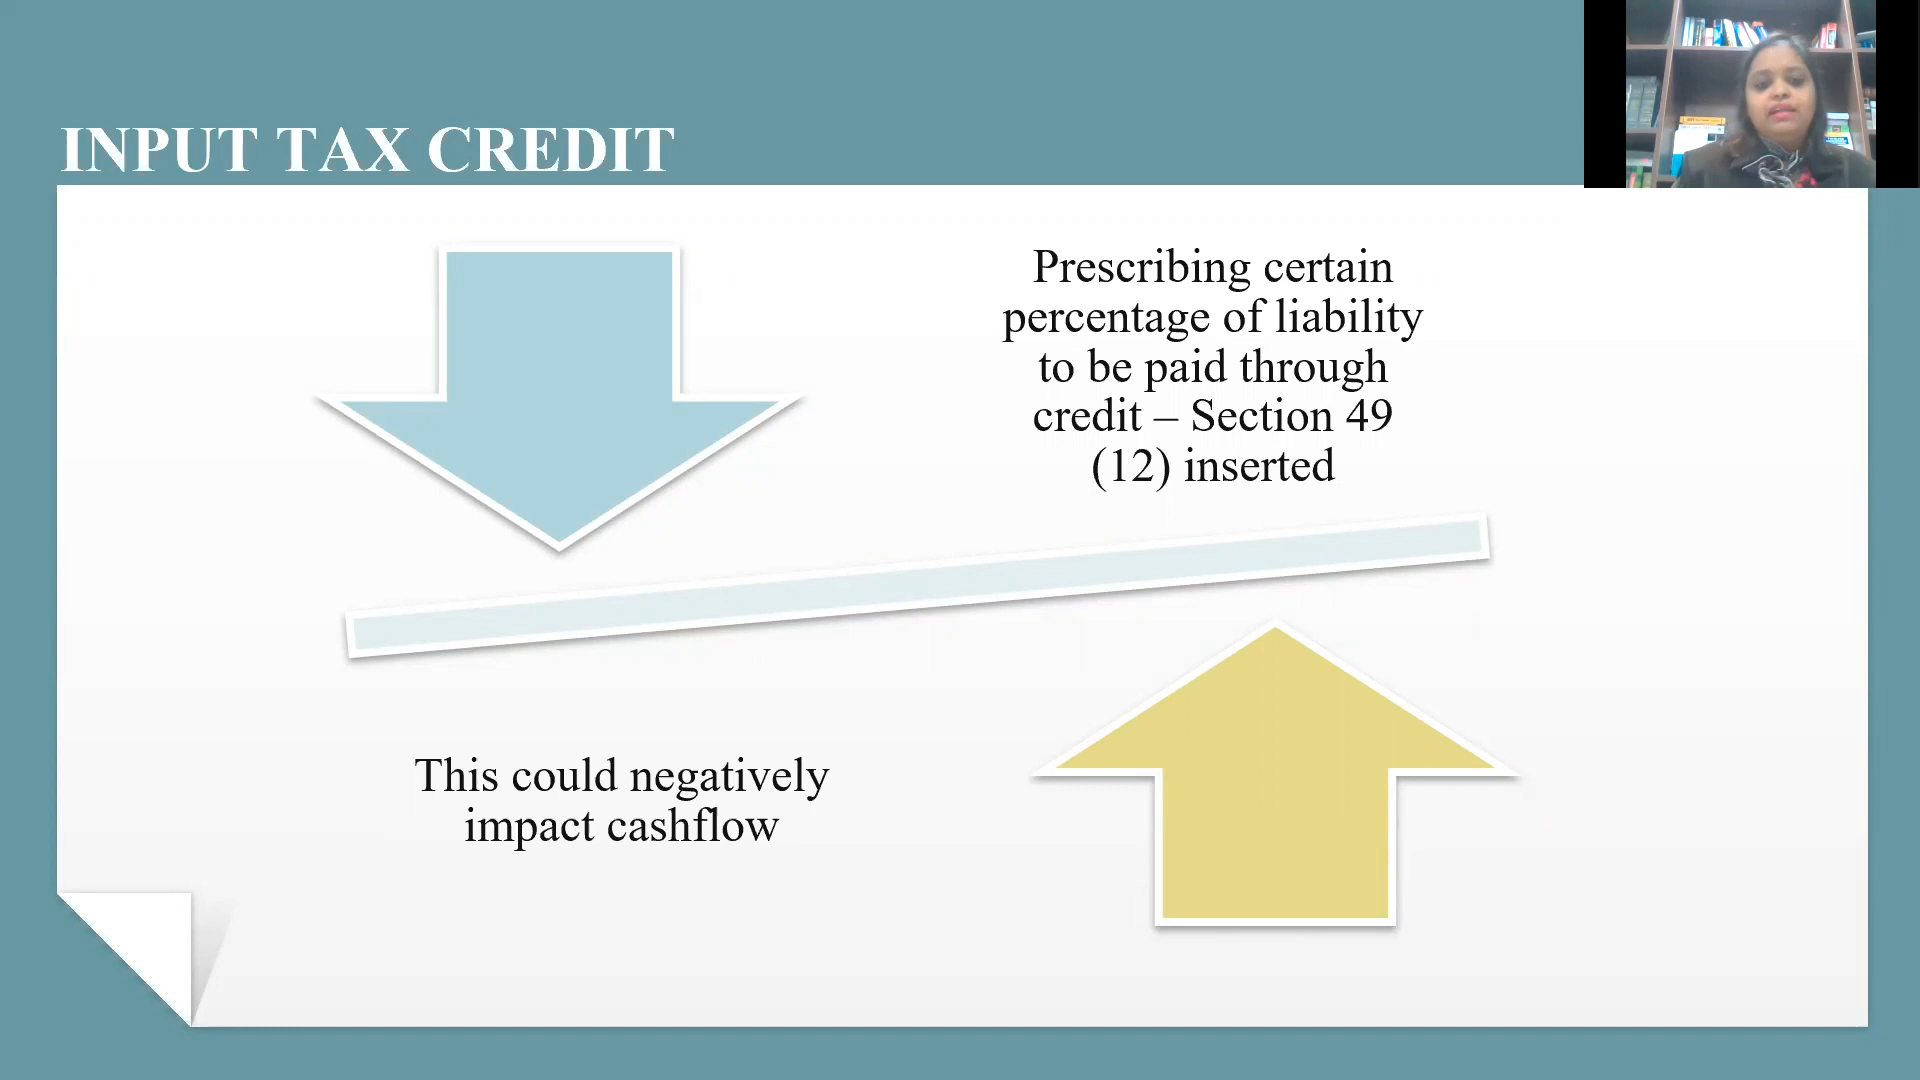 INPUT TAX CREDIT
Prescribing certain
percentage of liability
to be paid through
credit – Section 49
(12) inserted
This could negatively
impact cashflow